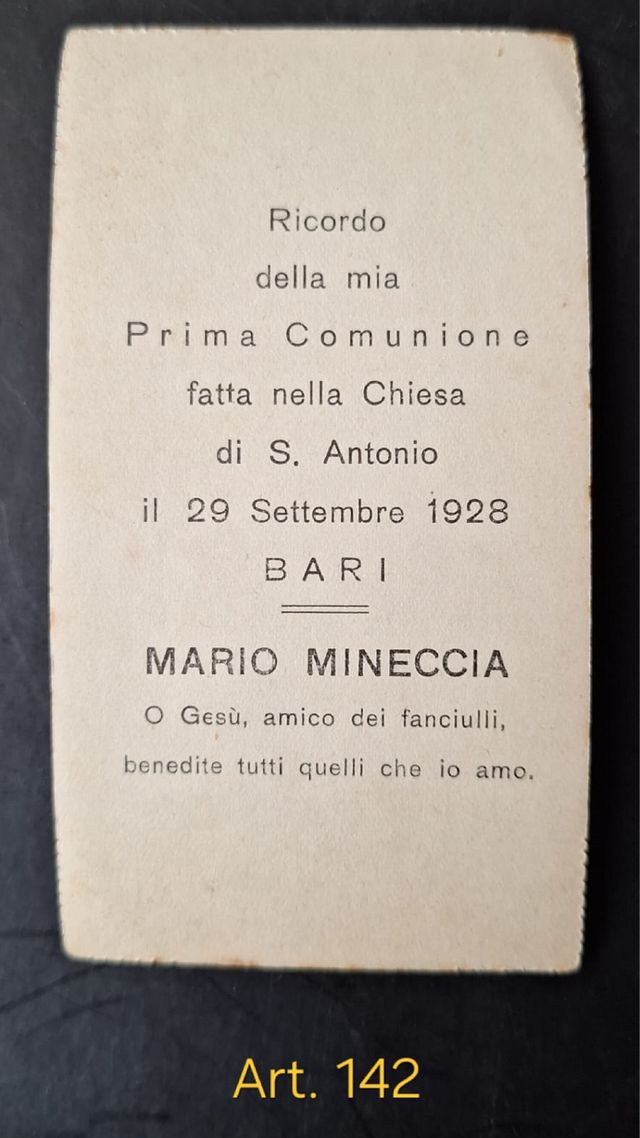 Ricordo
della mia
Prima Comunione
fatta nella Chiesa
di S. Antonio
il 29 Settembre 1928
BARI
MARIO MINECCIA
O Gesù, amico dei fanciulli,
benedite tutti quelli che io amo.
Art. 142